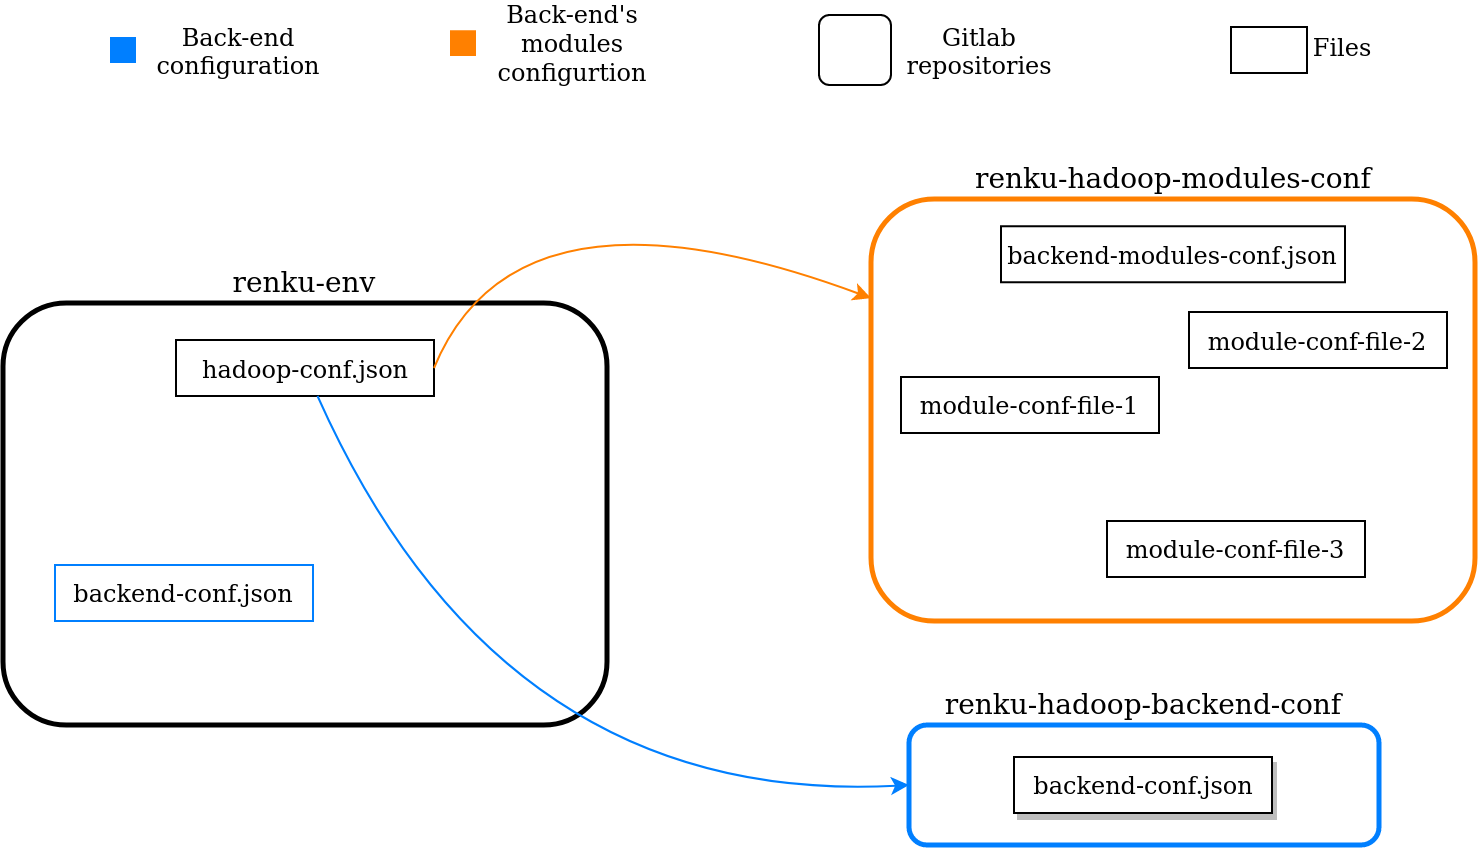 Back-end
configuration
Back-end's
modules
configurtion
Gitlab
repositories
Files
renku-hadoop-modules-conf
backend-modules-conf.json
module-conf-file-2
module-conf-file-1
module-conf-file-3
renku-env
hadoop-conf.json
backend-conf.json
renku-hadoop-backend-conf
backend-conf.json